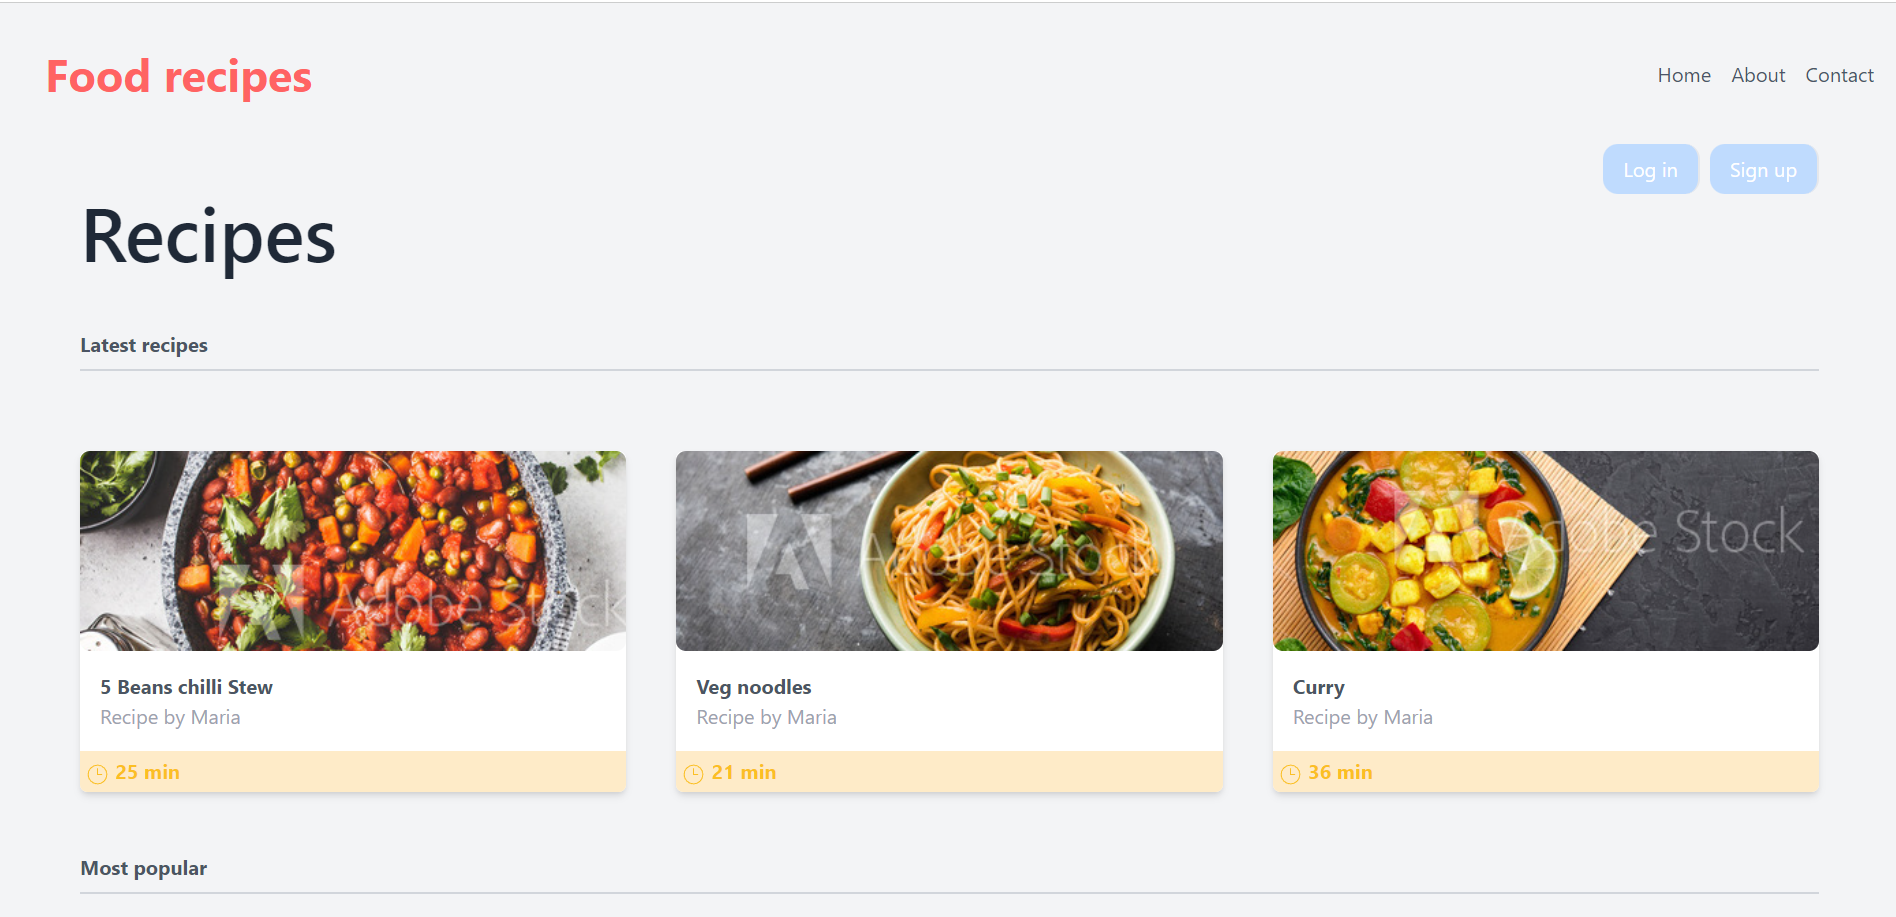 Food recipes
Home About Contact
Log in Sign up
Recipes
Latest recipes
Adobe Stock
Adobe Stock
Adobe Stock
5 Beans chilli Stew
Recipe by Maria
25 min
Veg noodles
Recipe by Maria
21 min
Curry
Recipe by Maria
36 min
Most popular